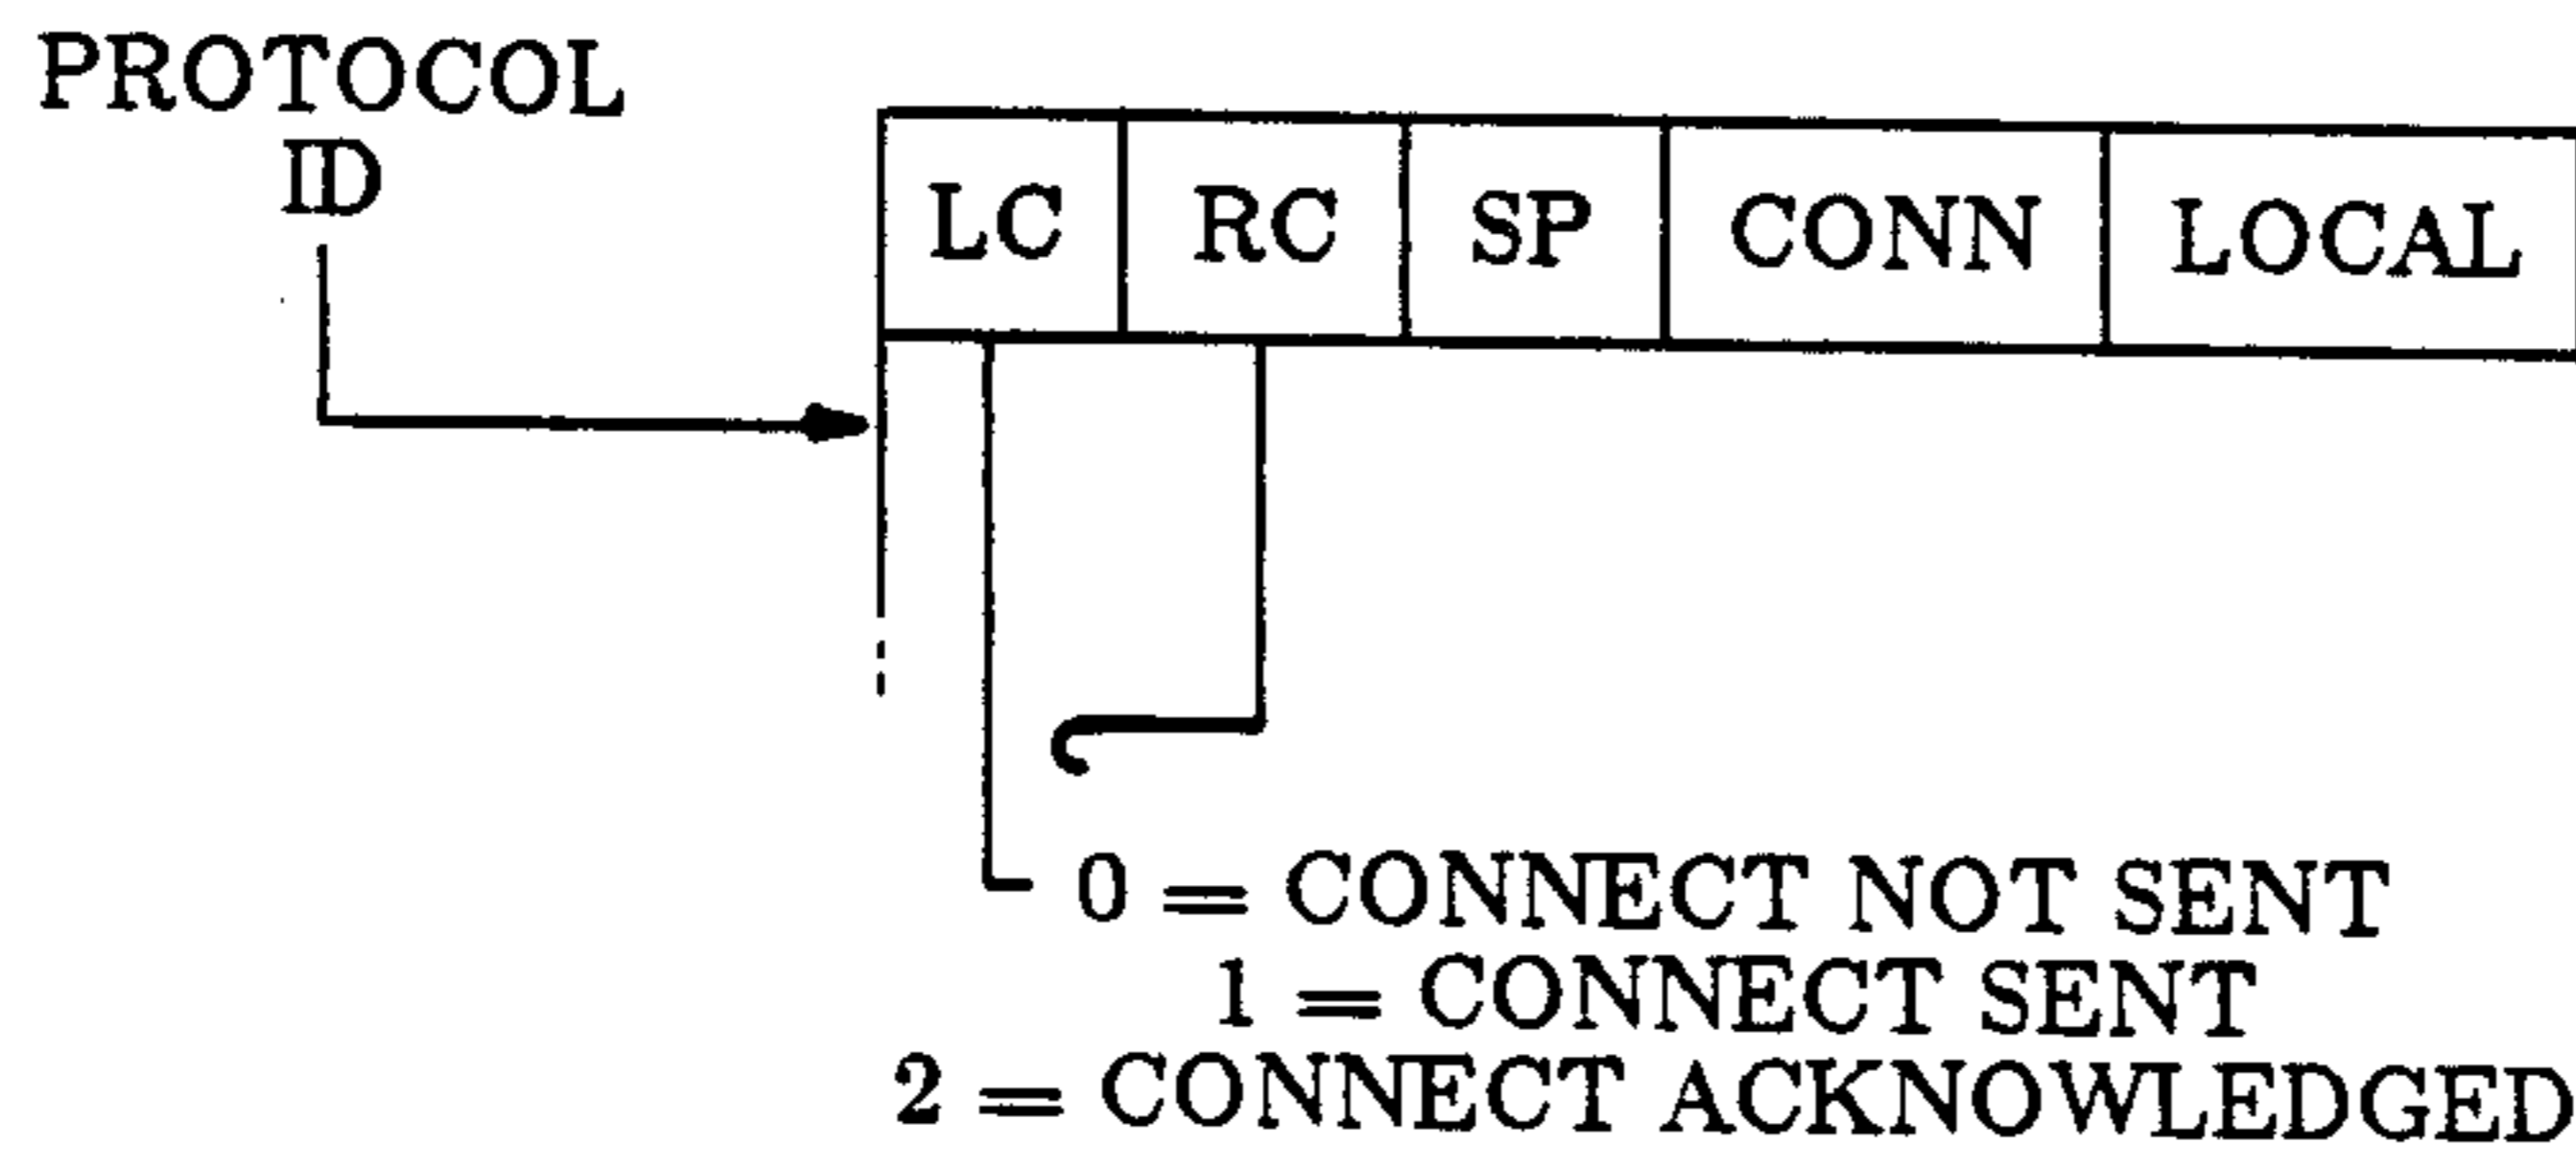 PROTOCOL
ID
LC RC SP CONN LOCAL
0 = CONNECT NOT SENT
1 = CONNECT SENT
2 = CONNECT ACKNOWLEDGED